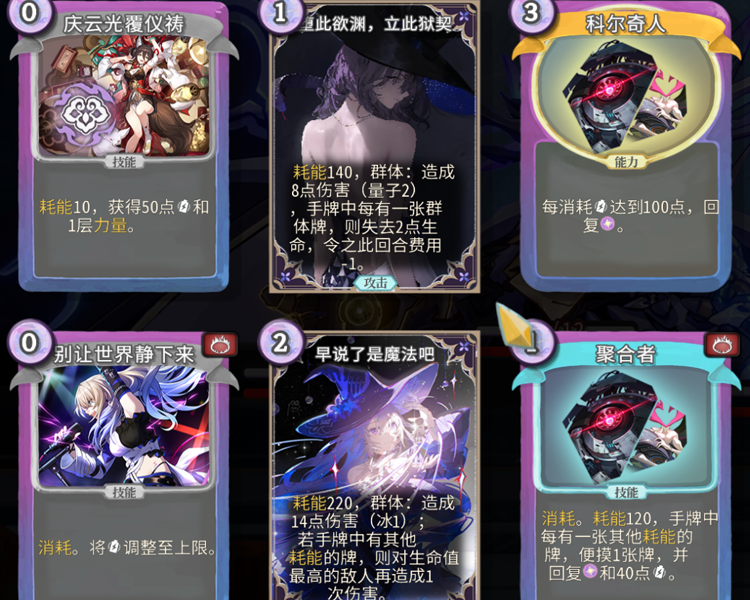 0
庆云光覆仪祷
技能
耗能10，获得50点和
1层力量。
1
此欲渊，立此狱契
耗能140，群体：造成
8点伤害（量子2）
，手牌中每有一张群
体牌，则失去2点生
命，令之此回合费用
-1。
攻击
3
科尔奇人
能力
每消耗达到100点，回
复。
0
别让世界静下来
技能
消耗。将调整至上限。
2
早说了是魔法吧
耗能220，群体：造成
14点伤害（冰1）；
若手牌中有其他
耗能的牌，则对生命值
最高的敌人再造成1
次伤害。
聚合者
技能
消耗。耗能120，手牌中
每有一张其他耗能的
牌，便摸1张牌，并
回复和40点。